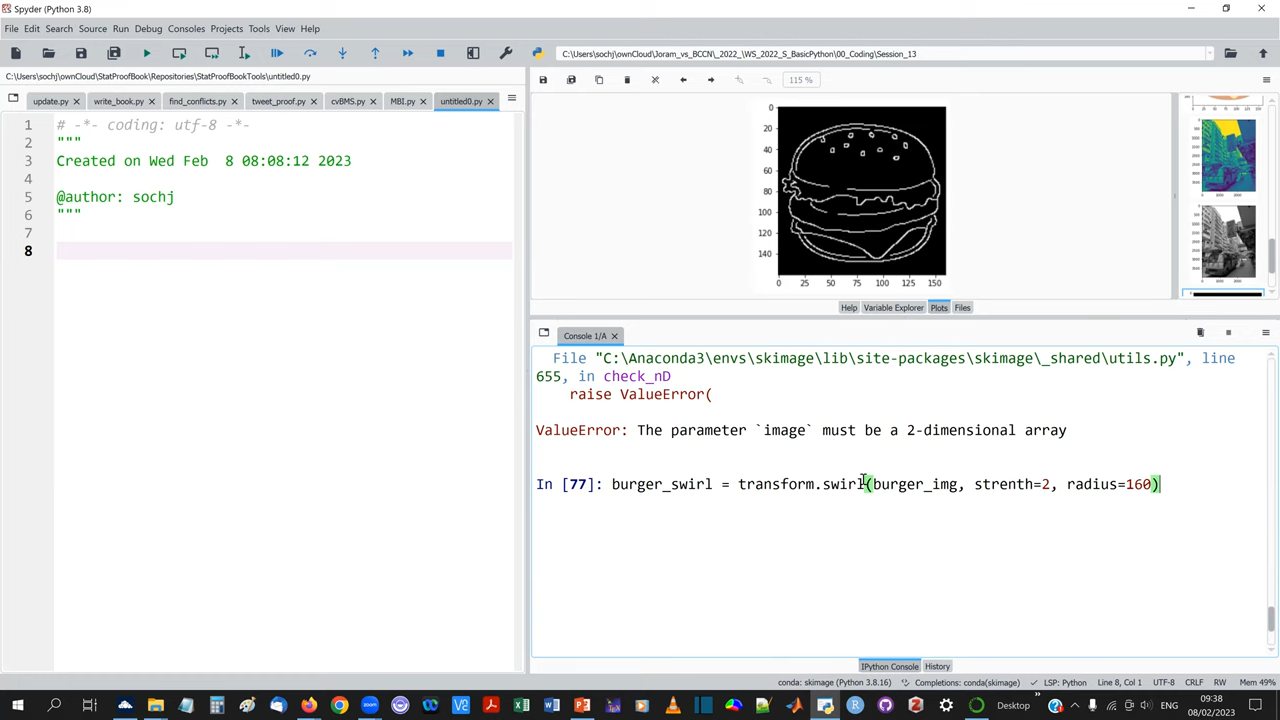 Spyder (Python 3.8)
File Edit Search Source Run Debug Consoles Projects Tools View Help
C:\Users\sochj\ownCloud\Joram_vs_BCCN\_2022_\WS_2022_S_BasicPython\00_Coding\Session_13
C:\Users\sochj\ownCloud\StatProofBook\Repositories\StatProofBookTools\untitled0.py
update.py write_book.py find_conflicts.py tweet_proof.py cvBMS.py MBI.py untitled0.py
1 # -*- coding: utf-8 -*-
2 """
3 Created on Wed Feb  8 08:08:12 2023
4
5 @author: sochj
6 """
7
8
115 %
0
20
40
60
80
100
120
140
0 25 50 75 100 125 150
Help Variable Explorer Plots Files
Console 1/A
File "C:\Anaconda3\envs\skimage\lib\site-packages\skimage\_shared\utils.py", line
655, in check_nD
raise ValueError(
ValueError: The parameter `image` must be a 2-dimensional array
In [77]: burger_swirl = transform.swirl(burger_img, strenth=2, radius=160)
IPython Console History
conda: skimage (Python 3.8.16) Completions: conda(skimage) LSP: Python Line 8, Col 1 UTF-8 CRLF RW Mem 49%
Desktop ENG 09:38
08/02/2023